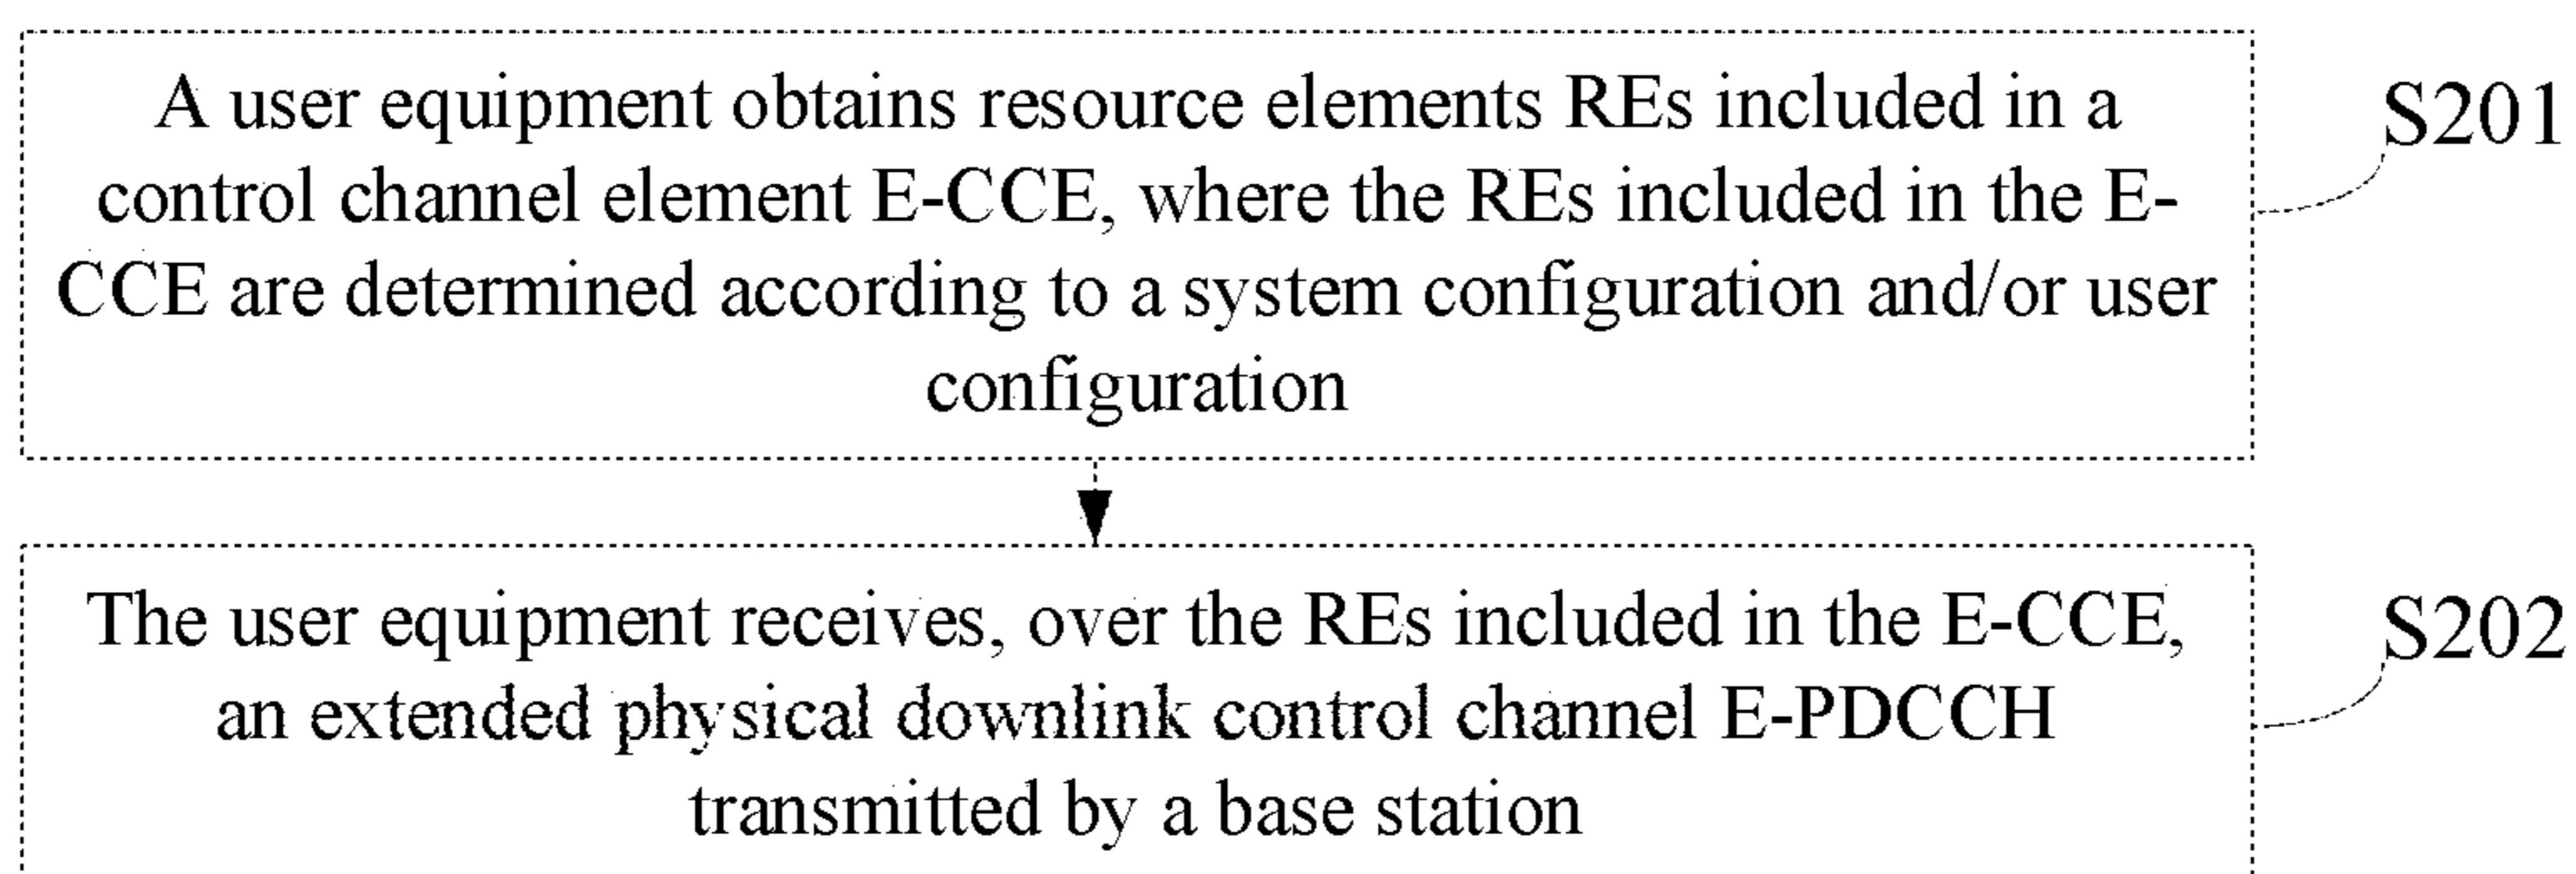 A user equipment obtains resource elements REs included in a
S201
control channel element E-CCE, where the REs included in the E-
CCE are determined according to a system configuration and/or user
configuration
The user equipment receives, over the REs included in the E-CCE,
S202
an extended physical downlink control channel E-PDCCH
transmitted by a base station